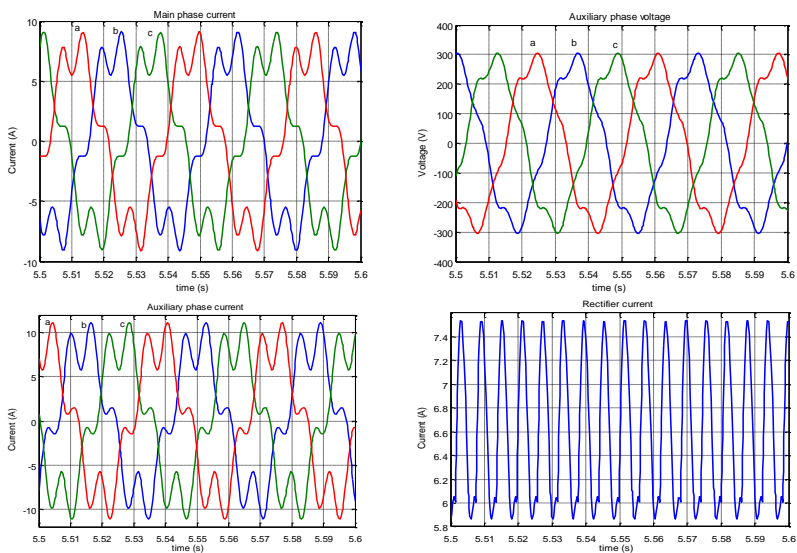 Main phase current
10
5
0
-5
-10
Current (A)
a
b
c
5.5 5.51 5.52 5.53 5.54 5.55 5.56 5.57 5.58 5.59 5.6
time (s)
Auxiliary phase voltage
400
300
200
100
0
-100
-200
-300
-400
Voltage (V)
a
b
c
5.5 5.51 5.52 5.53 5.54 5.55 5.56 5.57 5.58 5.59 5.6
time (s)
Auxiliary phase current
10
5
0
-5
-10
Current (A)
a
b
c
5.5 5.51 5.52 5.53 5.54 5.55 5.56 5.57 5.58 5.59 5.6
time (s)
Rectifier current
7.4
7.2
7
6.8
6.6
6.4
6.2
6
5.8
Current (A)
5.5 5.51 5.52 5.53 5.54 5.55 5.56 5.57 5.58 5.59 5.6
time (s)